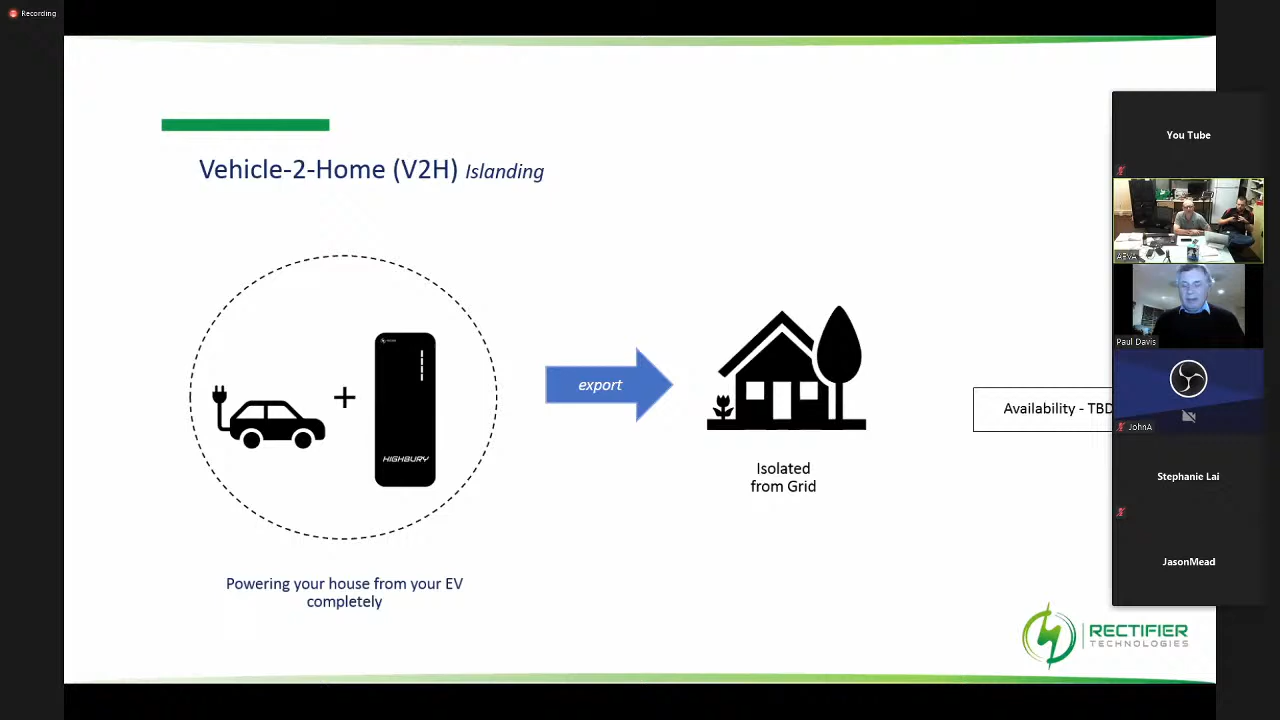 Recording
Vehicle-2-Home (V2H) Islanding
+
HIGHBURY
export
Isolated
from Grid
Availability - TBD
Powering your house from your EV
completely
RECTIFIER
TECHNOLOGIES
You Tube
AEVA
Paul Davis
JohnA
Stephanie Lai
JasonMead